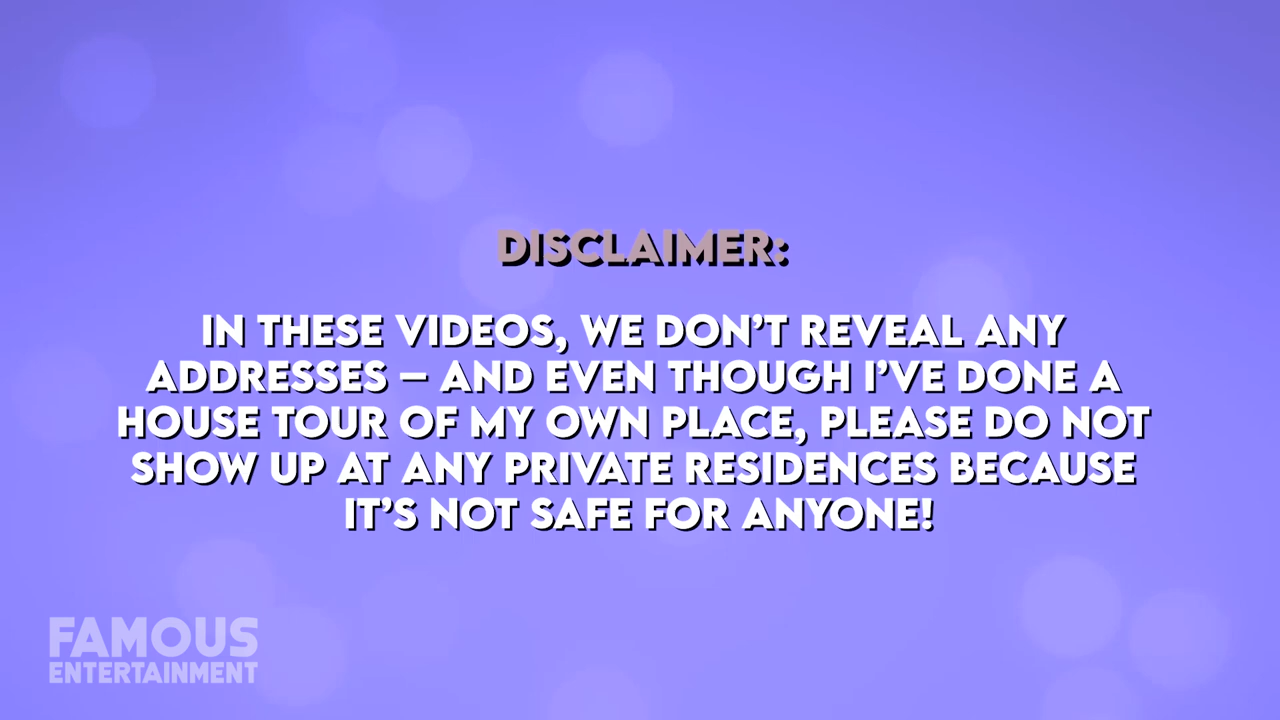 DISCLAIMER:
IN THESE VIDEOS, WE DON'T REVEAL ANY
ADDRESSES – AND EVEN THOUGH I'VE DONE A
HOUSE TOUR OF MY OWN PLACE, PLEASE DO NOT
SHOW UP AT ANY PRIVATE RESIDENCES BECAUSE
IT'S NOT SAFE FOR ANYONE!
FAMOUS
ENTERTAINMENT